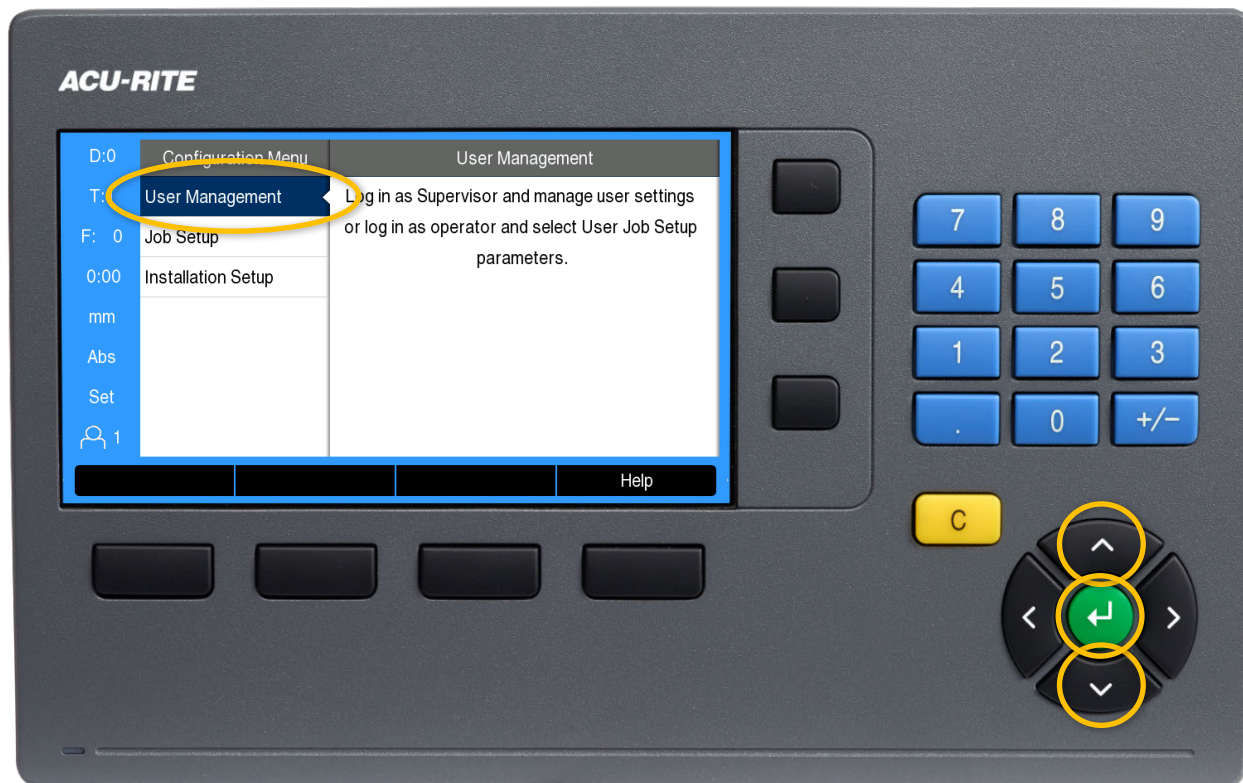 ACU-RITE
D:0
Configuration Menu
User Management
T:
User Management
Log in as Supervisor and manage user settings
F: 0
Job Setup
or log in as operator and select User Job Setup
parameters.
0:00
Installation Setup
mm
Abs
Set
1
Help
7 8 9
4 5 6
1 2 3
. 0 +/−
C